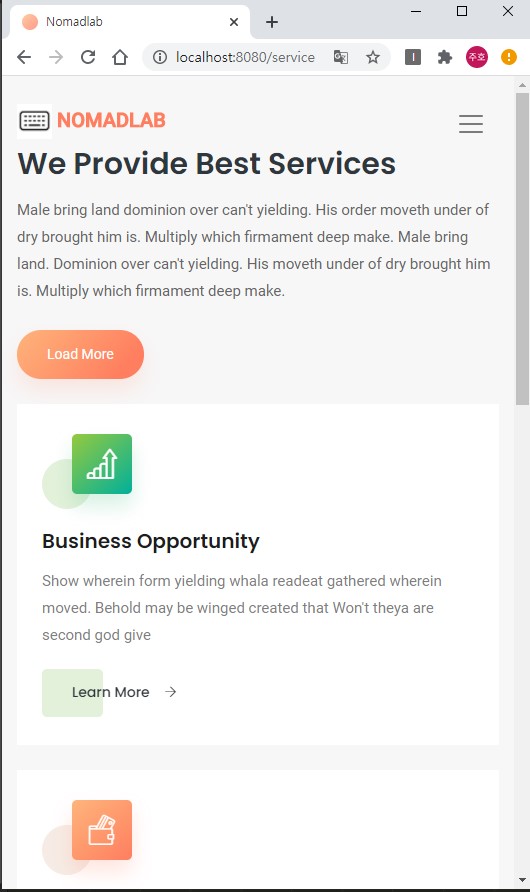 Nomadlab
localhost:8080/service
I
주호
NOMADLAB
We Provide Best Services
Male bring land dominion over can't yielding. His order moveth under of
dry brought him is. Multiply which firmament deep make. Male bring
land. Dominion over can't yielding. His moveth under of dry brought him
is. Multiply which firmament deep make.
Load More
Business Opportunity
Show wherein form yielding whala readeat gathered wherein
moved. Behold may be winged created that Won't theya are
second god give
Learn More